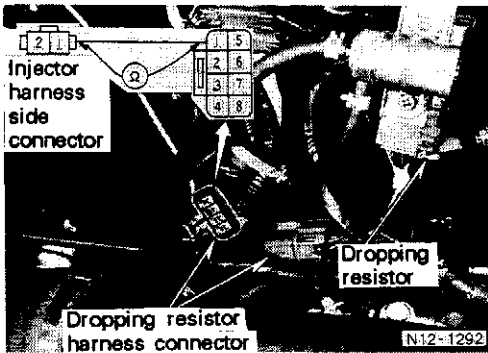 2 1
Ω
1 5
2 6
3 7
4 8
Injector
harness
side
connector
Dropping
resistor
Dropping resistor
harness connector
N12-1292